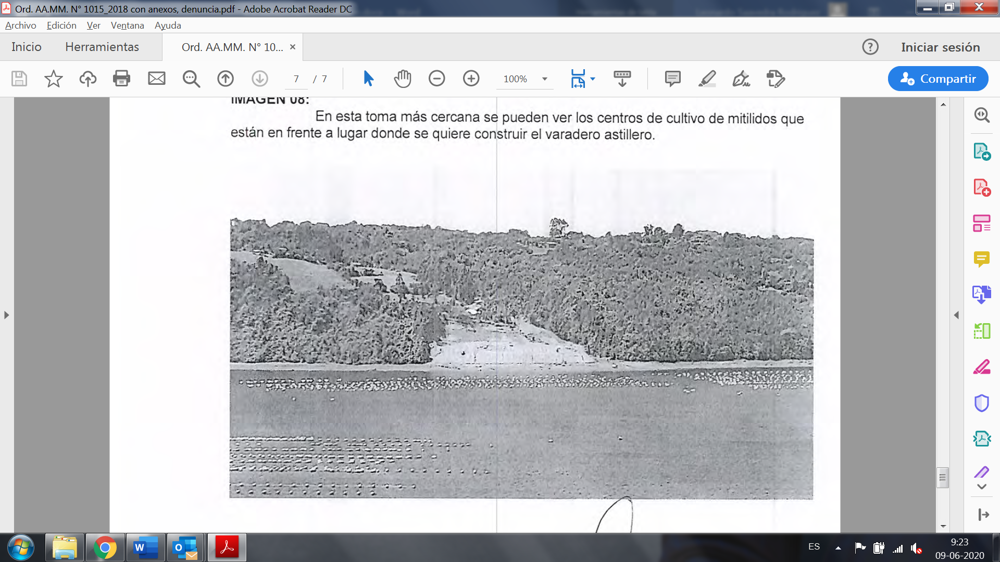 Ord. AA.MM. N° 1015_2018 con anexos, denuncia.pdf - Adobe Acrobat Reader DC
Archivo Edición Ver Ventana Ayuda
Inicio Herramientas Ord. AA.MM. N° 10... × ? Iniciar sesión
7 / 7 100% Compartir
IMAGEN 08:
En esta toma más cercana se pueden ver los centros de cultivo de mitilidos que
están en frente a lugar donde se quiere construir el varadero astillero.
ES
9:23
09-06-2020